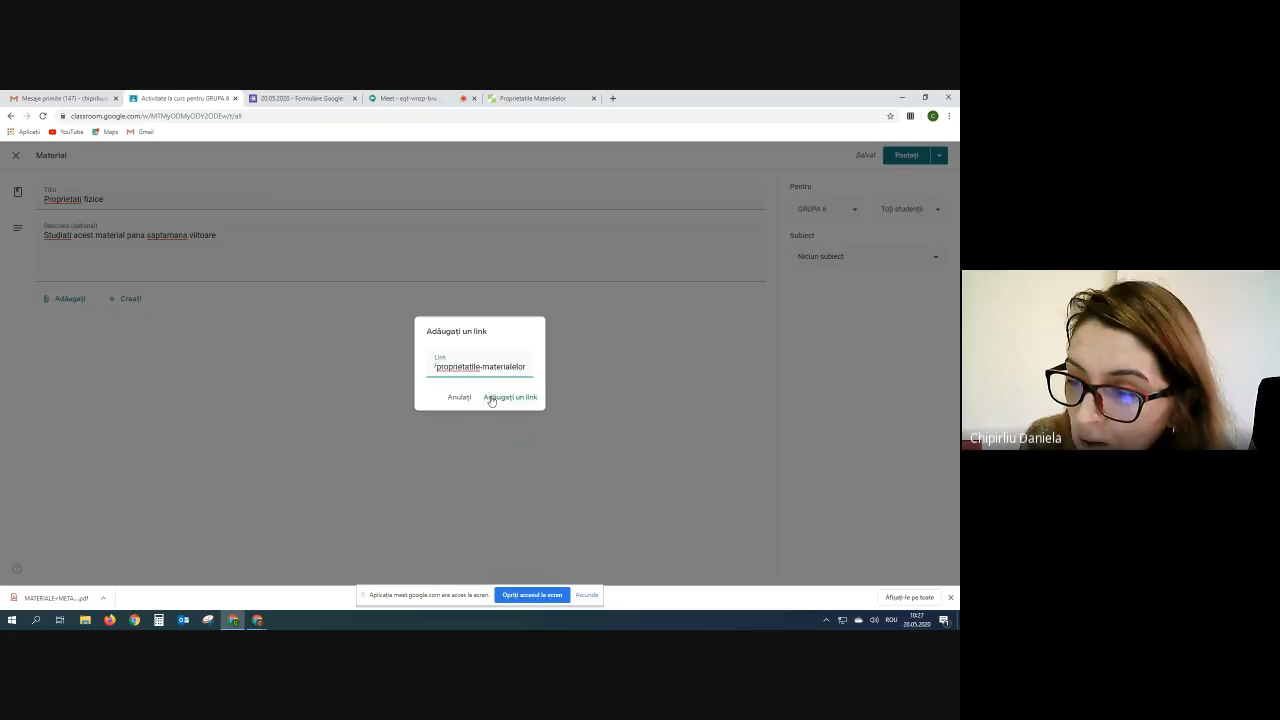 Mesaje primite (147) - chipirliu.c
Activitate la curs pentru GRUPA 6
20.05.2020 - Formulare Google
Meet - eqt-vmzp-bru
Proprietatile Materialelor
classroom.google.com/w/MTMyODMyODY2ODEw/t/all
Aplicații
YouTube
Maps
Gmail
Material
Salvat
Postați
Titlu
Proprietati fizice
Descriere (opțional)
Studiati acest material pana saptamana viitoare
Adăugați
Creați
Pentru
GRUPA 6
Toți studenții
Subiect
Niciun subiect
Adăugați un link
Link
/proprietatile-materialelor
Anulați
Adăugați un link
Chipirliu Daniela
Aplicația meet.google.com are acces la ecran.
Opriți accesul la ecran
Ascunde
MATERIALE+META....pdf
Afișați-le pe toate
ROU
10:27
20.05.2020